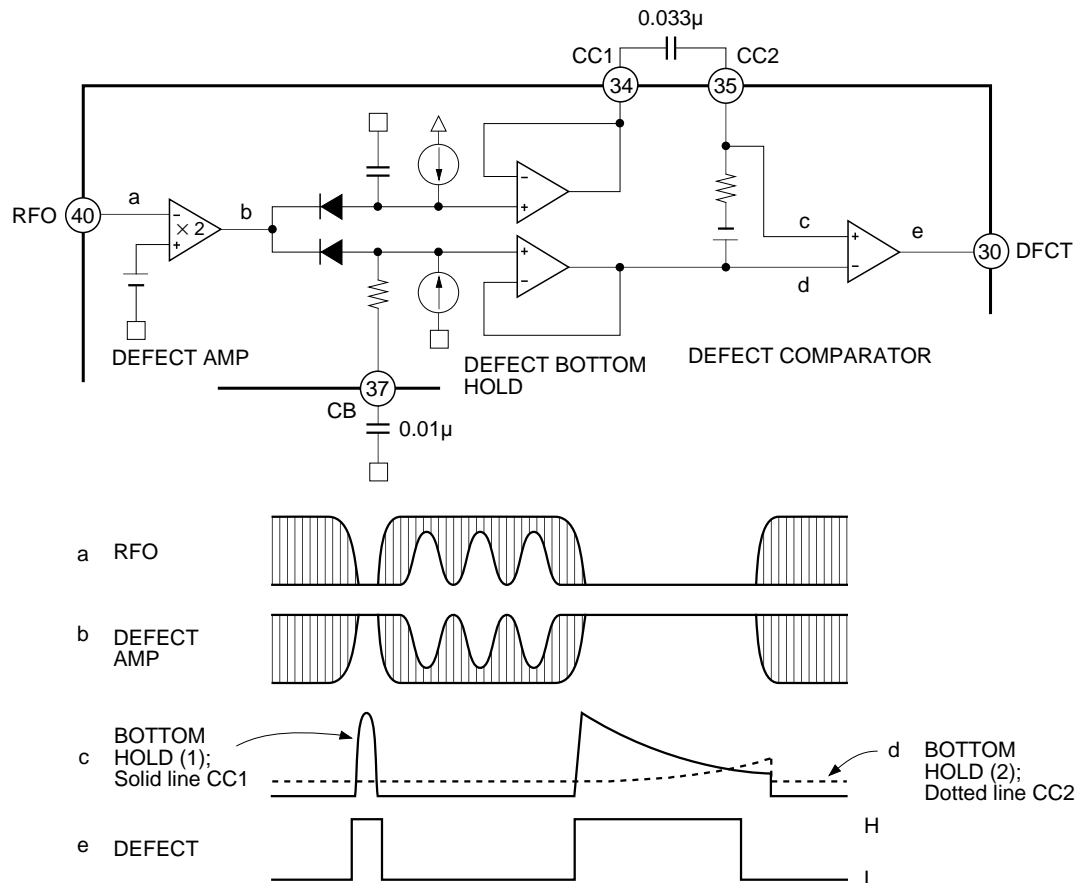 0.033µ
CC1
CC2
34
35
a
RFO
40
−
× 2
+
b
−
+
+
−
c
d
+
−
e
30
DFCT
DEFECT AMP
DEFECT BOTTOM
HOLD
DEFECT COMPARATOR
37
CB
0.01µ
a RFO
b DEFECT
AMP
c BOTTOM
HOLD (1);
Solid line CC1
d BOTTOM
HOLD (2);
Dotted line CC2
e DEFECT
H
L